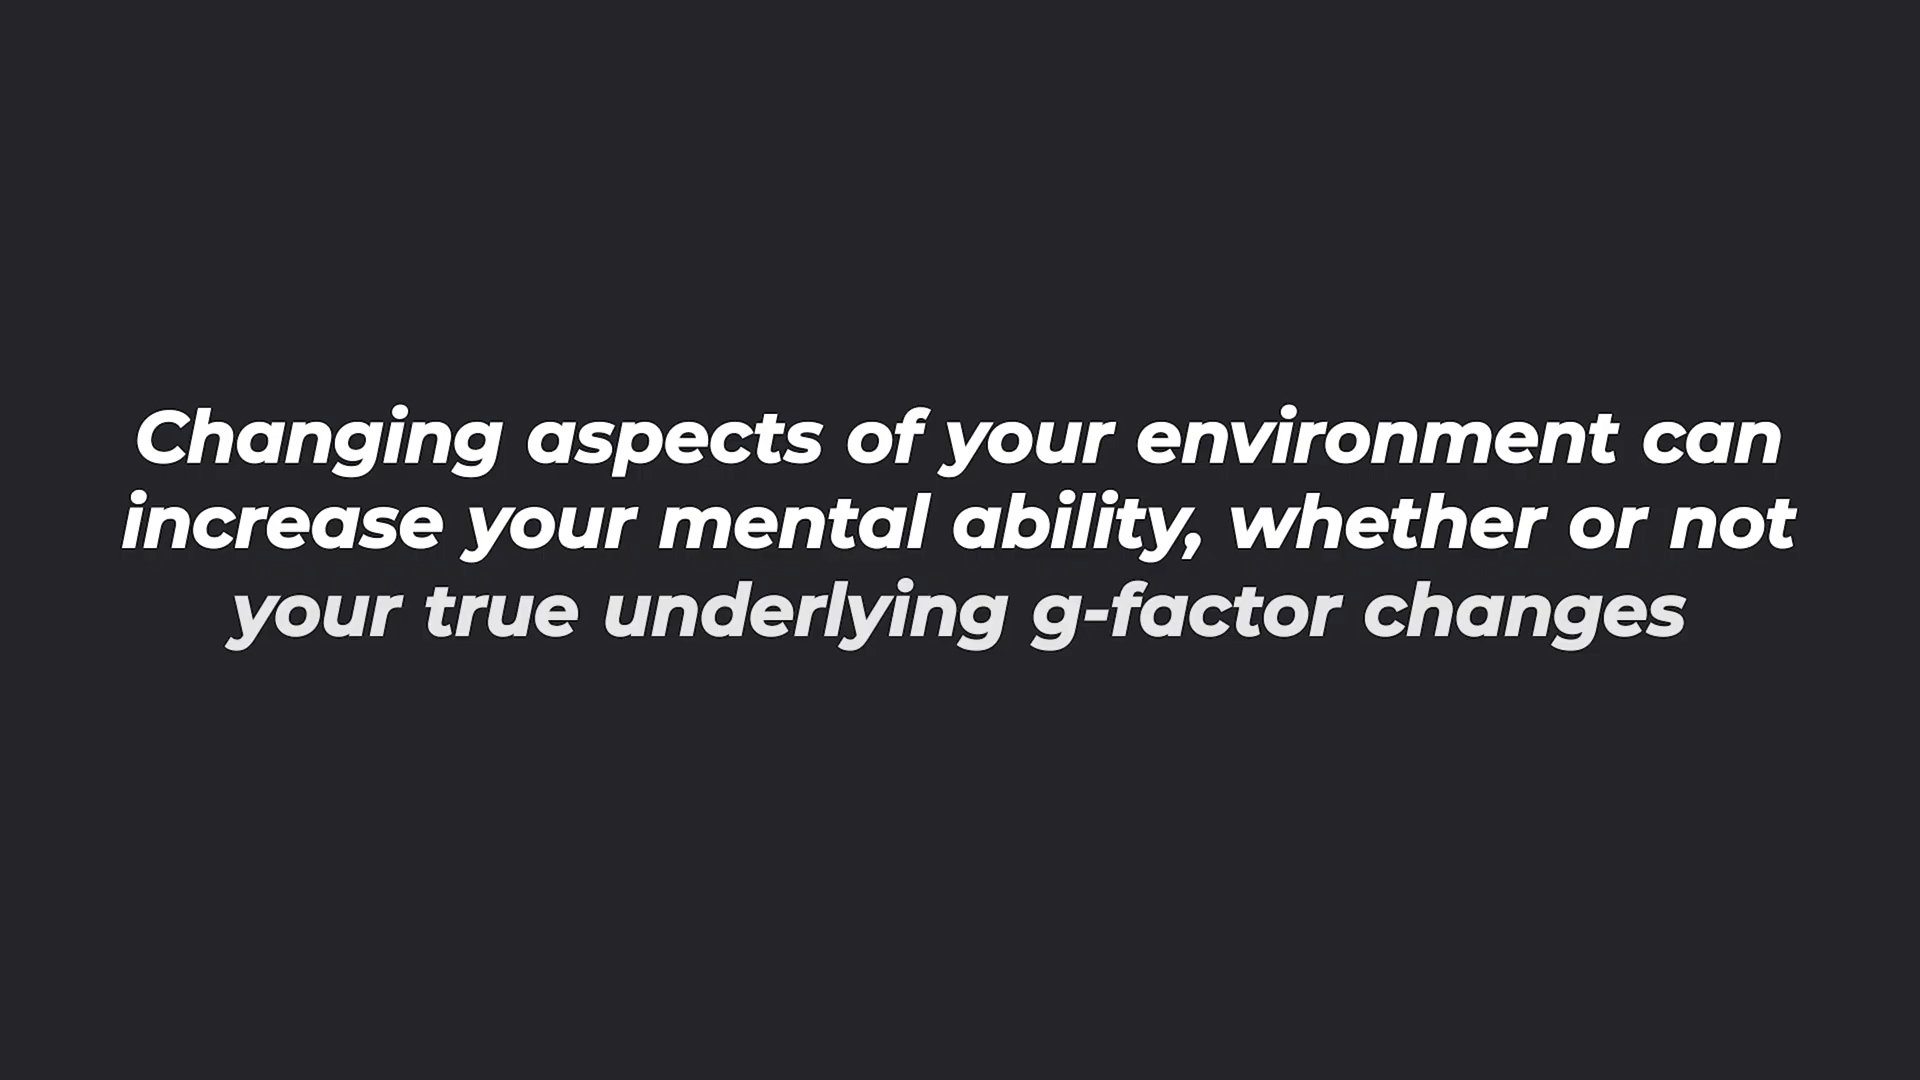 Changing aspects of your environment can
increase your mental ability, whether or not
your true underlying g-factor changes